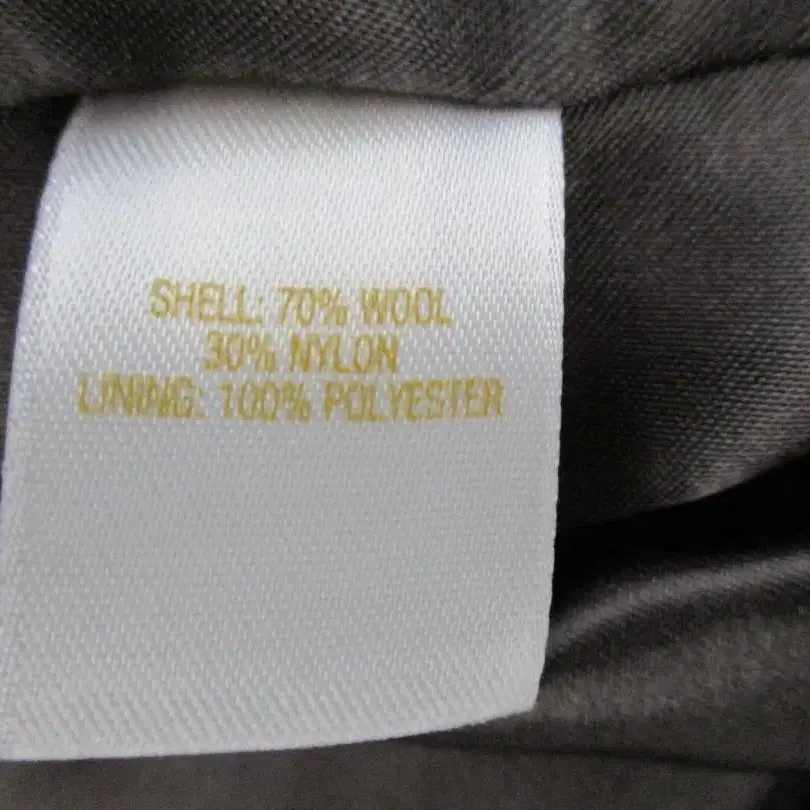 SHELL: 70% WOOL
30% NYLON
LINING: 100% POLYESTER